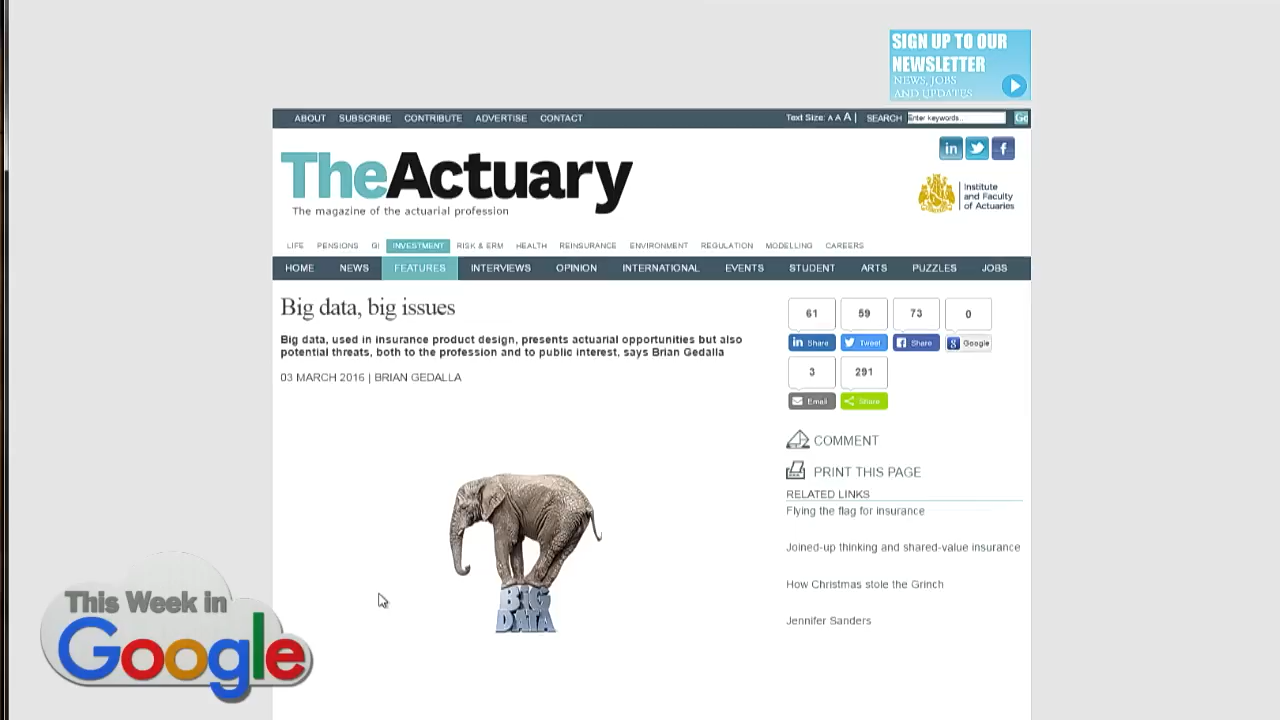 SIGN UP TO OUR
NEWSLETTER
NEWS, JOBS
AND UPDATES
ABOUT SUBSCRIBE CONTRIBUTE ADVERTISE CONTACT Text Size: A A A | SEARCH Enter keywords.. Go
TheActuary
The magazine of the actuarial profession
in f
Institute
and Faculty
of Actuaries
LIFE PENSIONS GI INVESTMENT RISK & ERM HEALTH REINSURANCE ENVIRONMENT REGULATION MODELLING CAREERS
HOME NEWS FEATURES INTERVIEWS OPINION INTERNATIONAL EVENTS STUDENT ARTS PUZZLES JOBS
Big data, big issues
Big data, used in insurance product design, presents actuarial opportunities but also
potential threats, both to the profession and to public interest, says Brian Gedalla
03 MARCH 2016 | BRIAN GEDALLA
61 59 73 0
in Share Tweet f Share g Google
3 291
Email Share
COMMENT
PRINT THIS PAGE
RELATED LINKS
Flying the flag for insurance
Joined-up thinking and shared-value insurance
How Christmas stole the Grinch
Jennifer Sanders
BIG
DATA
This Week in
Google